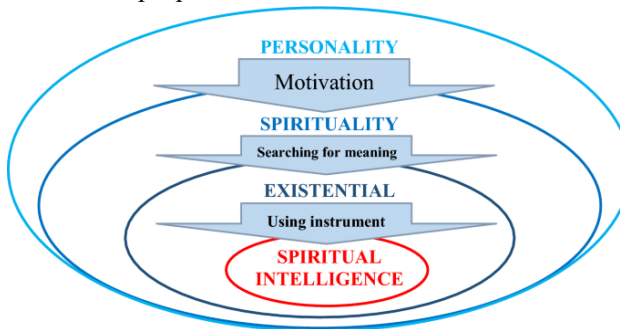 PERSONALITY
Motivation
SPIRITUALITY
Searching for meaning
EXISTENTIAL
Using instrument
SPIRITUAL
INTELLIGENCE